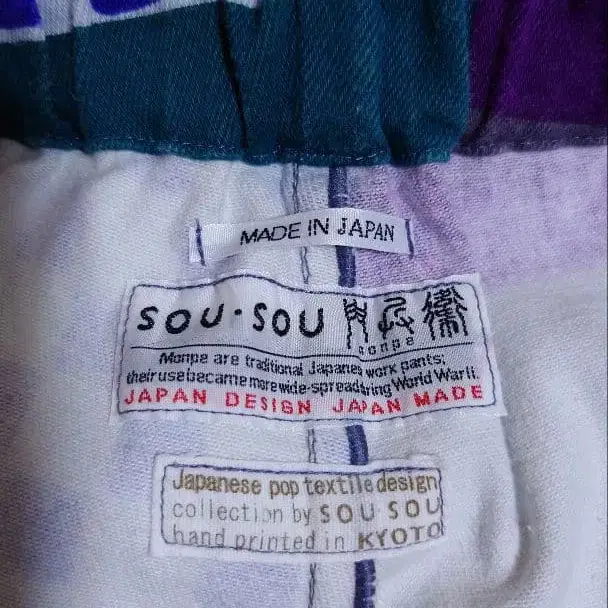 MADE IN JAPAN
SOU・SOU
monpe
Monpe are traditional Japanes work pants;
their use became more wide-spread during World War II.
JAPAN DESIGN JAPAN MADE
Japanese pop textile design
collection by SOU SOU
hand printed in KYOTO